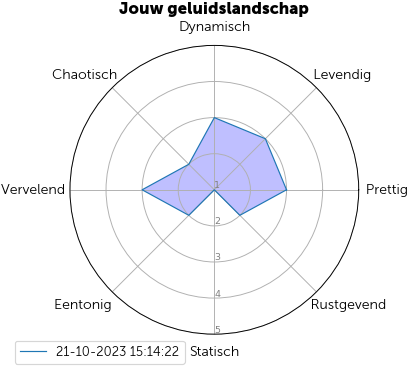 Jouw geluidslandschap
Dynamisch
Chaotisch
Levendig
Vervelend
1
Prettig
2
3
4
Eentonig
Rustgevend
5
21-10-2023 15:14:22
Statisch